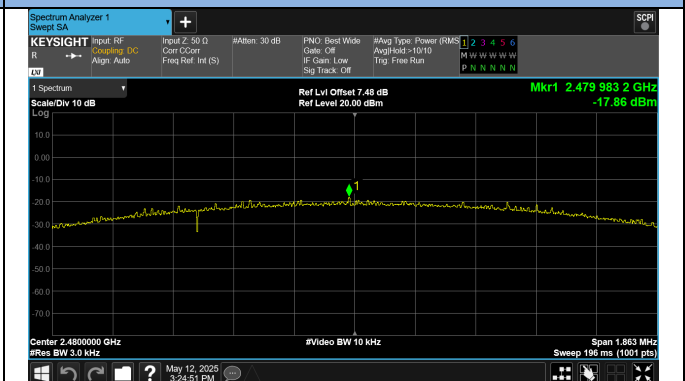 Spectrum Analyzer 1
Swept SA
+
SCPI
KEYSIGHT Input: RF Input Z: 50 Ω #Atten: 30 dB PNO: Best Wide #Avg Type: Power (RMS 1 2 3 4 5 6
R Coupling: DC Corr CCorr Gate: Off Avg|Hold:>10/10 M W W W W W
Align: Auto Freq Ref: Int (S) IF Gain: Low Trig: Free Run
LXI Sig Track: Off P N N N N N
1 Spectrum
Ref Lvl Offset 7.48 dB Mkr1 2.479 983 2 GHz
Scale/Div 10 dB Ref Level 20.00 dBm -17.86 dBm
Log
10.0
0.00
-10.0
1
-20.0
-30.0
-40.0
-50.0
-60.0
-70.0
Center 2.4800000 GHz #Video BW 10 kHz Span 1.863 MHz
#Res BW 3.0 kHz Sweep 196 ms (1001 pts)
? May 12, 2025
3:24:51 PM